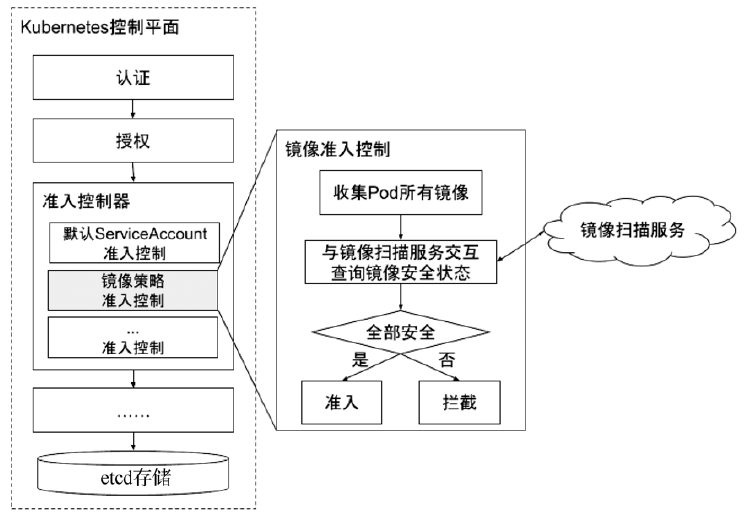 Kubernetes控制平面
认证
授权
准入控制器
默认ServiceAccount
准入控制
镜像策略
准入控制
...
准入控制
……
etcd存储
镜像准入控制
收集Pod所有镜像
与镜像扫描服务交互
查询镜像安全状态
全部安全
是
否
准入
拦截
镜像扫描服务